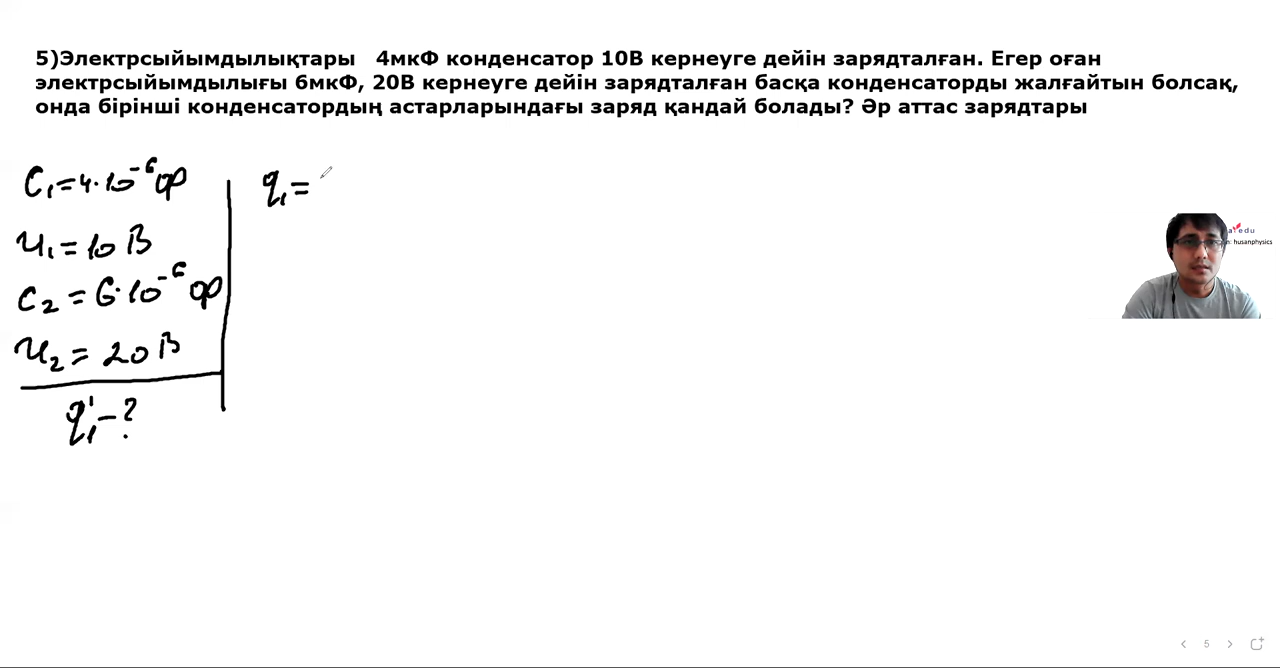 5)Электрсыйымдылықтары 4мкФ конденсатор 10В кернеуге дейін зарядталған. Егер оған
электрсыйымдылығы 6мкФ, 20В кернеуге дейін зарядталған басқа конденсаторды жалғайтын болсақ,
онда бірінші конденсатордың астарларындағы заряд қандай болады? Әр аттас зарядтары
C₁=4·10⁻⁶ф
q₁=
U₁=10В
C₂=6·10⁻⁶ф
U₂=20В
q₁'-?
edu
husanphysics
5